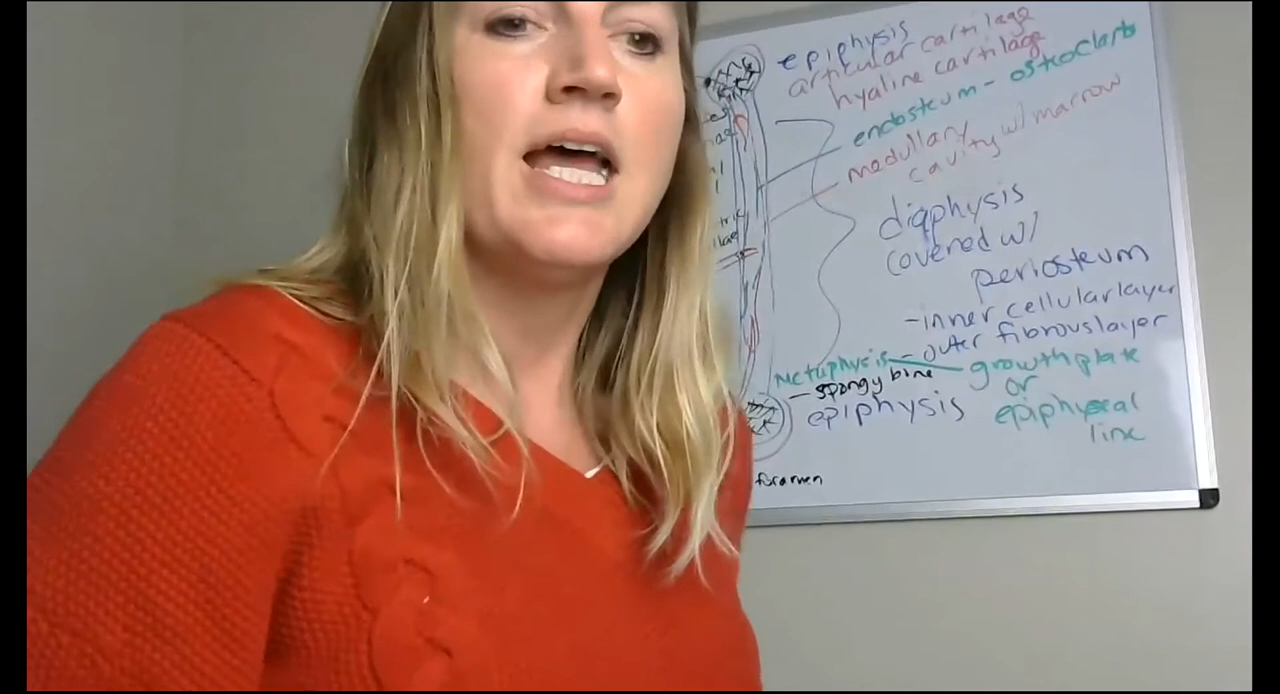 epiphysis
articular cartilage
hyaline cartilage
endosteum - osteoclasts
medullary
cavity w/ marrow
diaphysis
covered w/
periosteum
- inner cellular layer
- outer fibrous layer
Metaphysis - growth plate
- spongy bone or
epiphysis epiphyseal
line
foramen